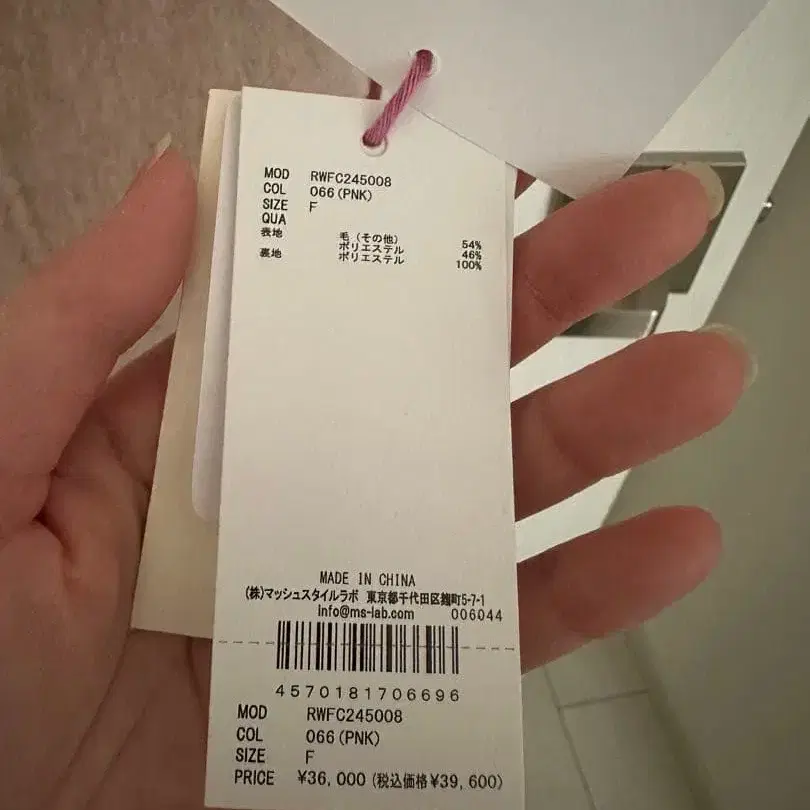 MOD RWFC245008
COL 066(PNK)
SIZE F
QUA
表地 毛(その他) 54%
ポリエステル 46%
裏地 ポリエステル 100%
MADE IN CHINA
(株)マッシュスタイルラボ 東京都千代田区麹町5-7-1
info@ms-lab.com 006044
4570181706696
MOD RWFC245008
COL 066(PNK)
SIZE F
PRICE ¥36,000(税込価格¥39,600)